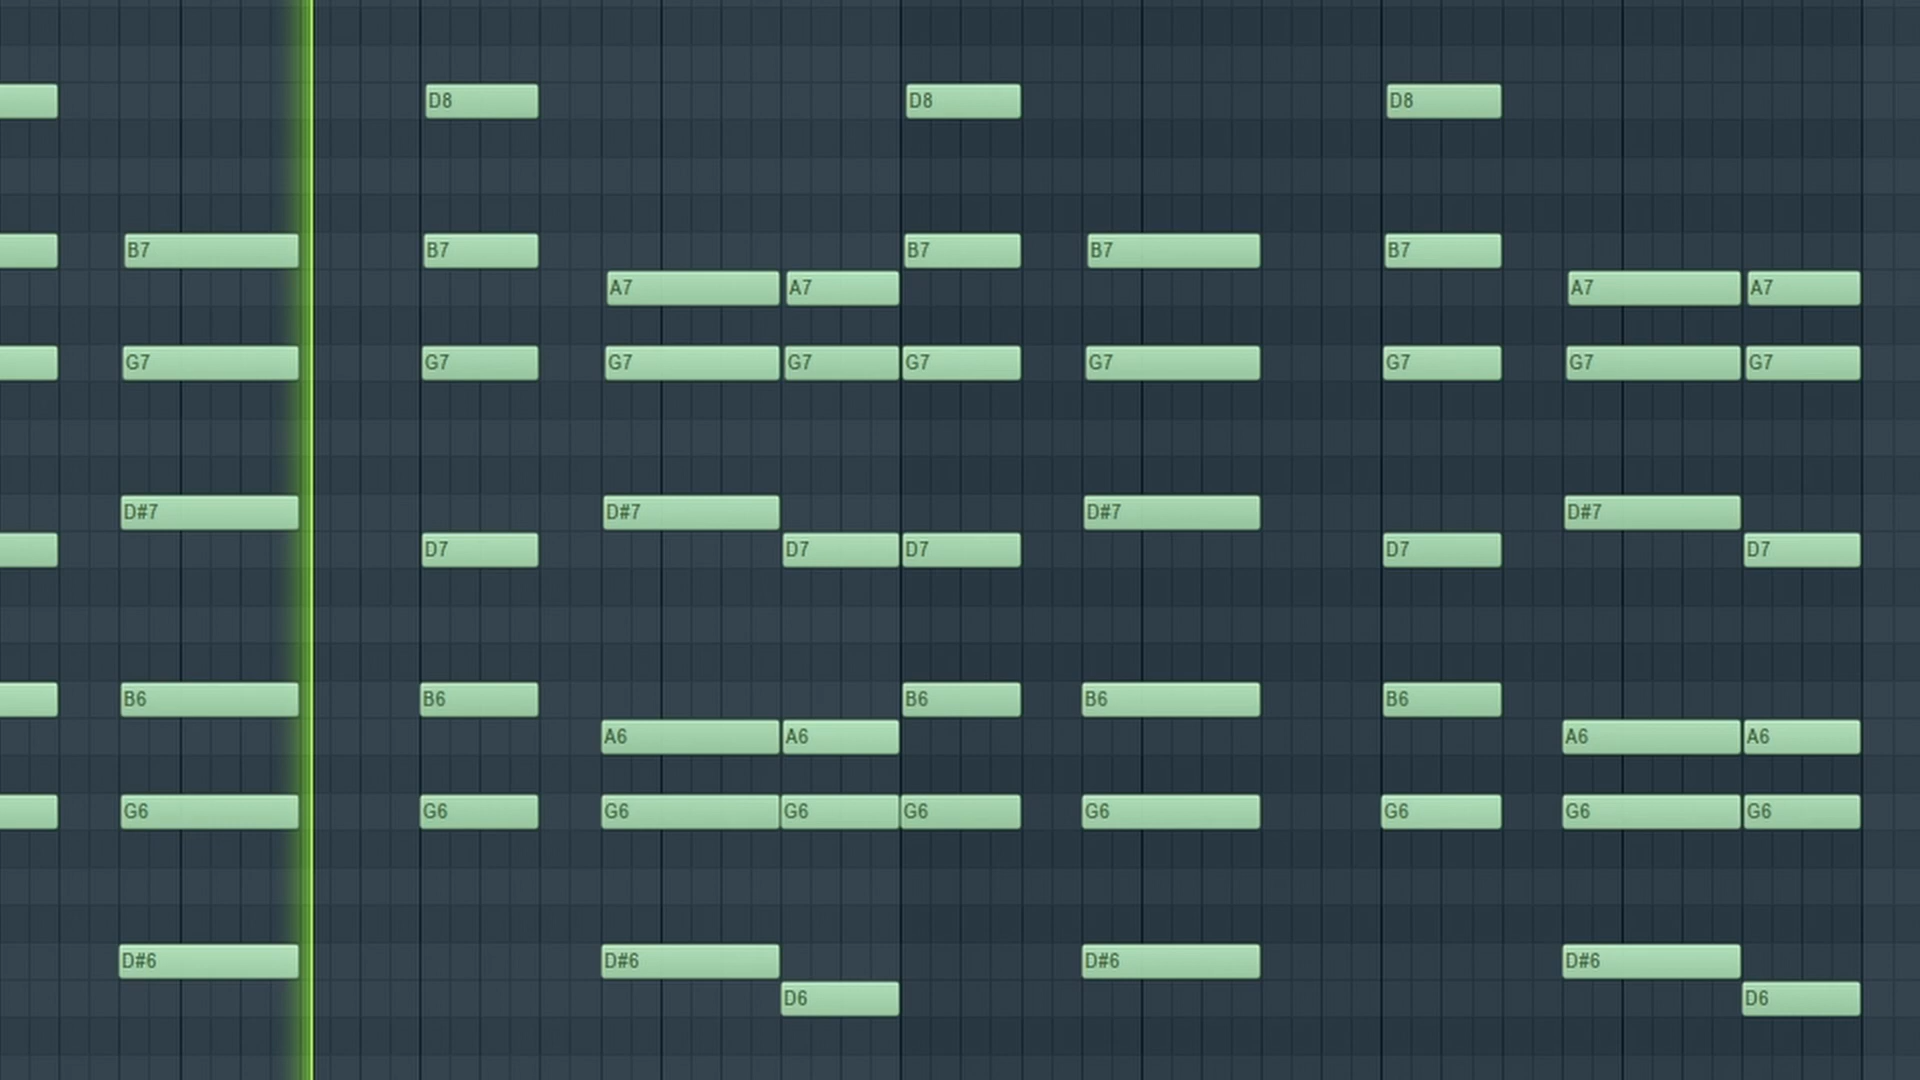 D8 D8 D8
B7 B7 B7 B7 B7
A7 A7 A7 A7
G7 G7 G7 G7 G7 G7 G7 G7 G7
D#7 D#7 D#7 D#7
D7 D7 D7 D7 D7
B6 B6 B6 B6 B6
A6 A6 A6 A6
G6 G6 G6 G6 G6 G6 G6 G6 G6
D#6 D#6 D#6 D#6
D6 D6